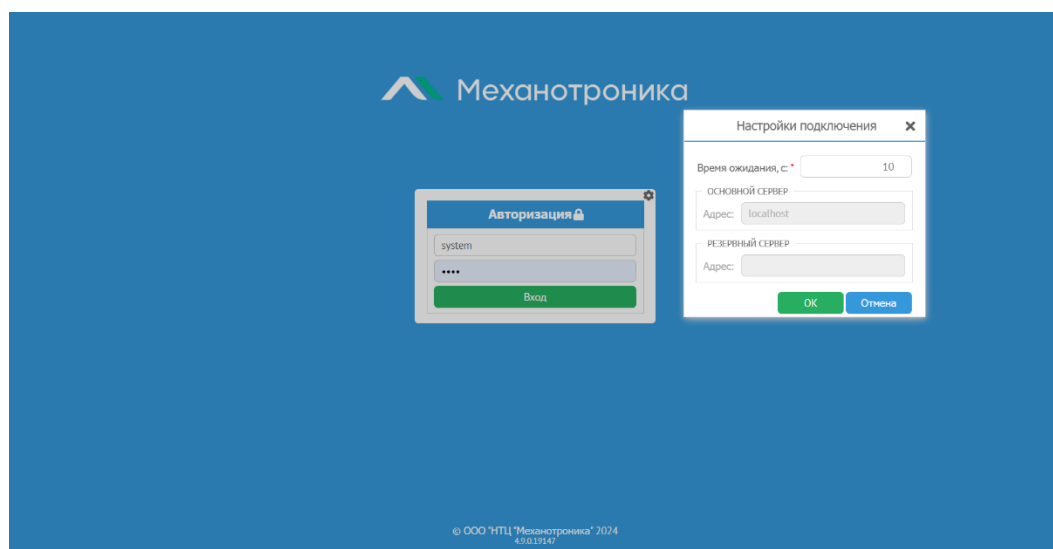 Механотроника
Настройки подключения
Время ожидания, с: * 10
ОСНОВНОЙ СЕРВЕР
Адрес: localhost
РЕЗЕРВНЫЙ СЕРВЕР
Адрес:
ОК Отмена
Авторизация
system
••••
Вход
© ООО "НТЦ "Механотроника" 2024
4.9.0.19147